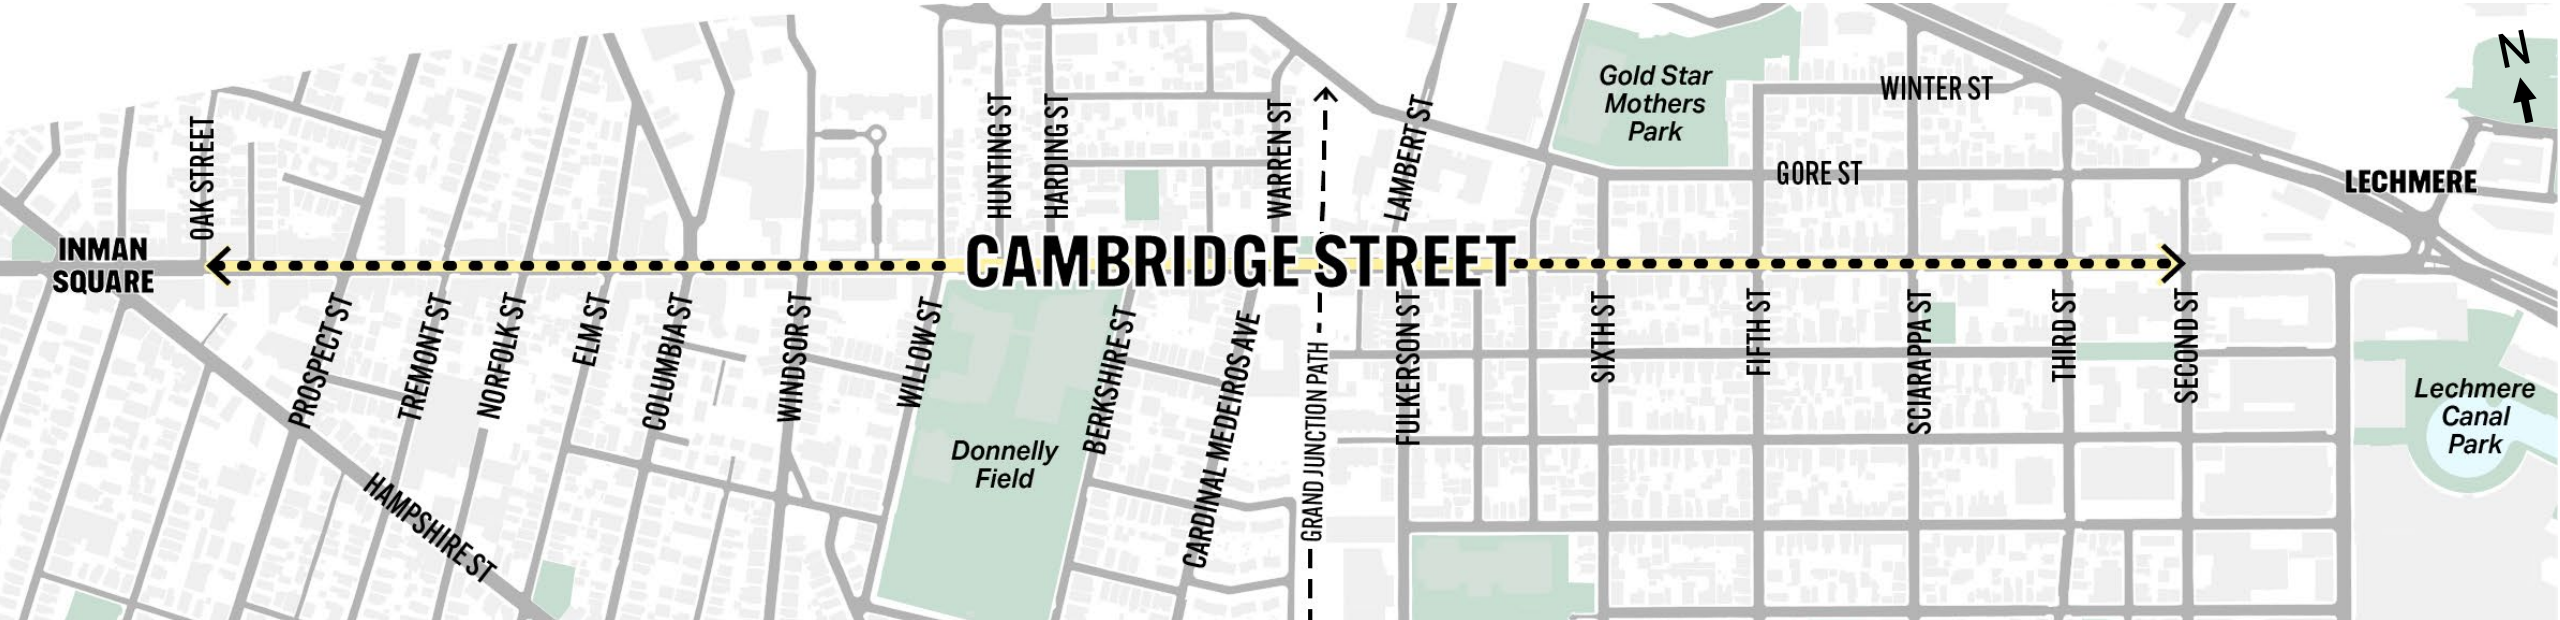 N
Gold Star
Mothers
Park
WINTER ST
OAK STREET
HUNTING ST
HARDING ST
WARREN ST
LAMBERT ST
GORE ST
LECHMERE
INMAN
SQUARE
CAMBRIDGE STREET
PROSPECT ST
TREMONT ST
NORFOLK ST
ELM ST
COLUMBIA ST
WINDSOR ST
WILLOW ST
BERKSHIRE ST
CARDINAL MEDEIROS AVE
GRAND JUNCTION PATH
FULKERSON ST
SIXTH ST
FIFTH ST
SCIARAPPA ST
THIRD ST
SECOND ST
Donnelly
Field
Lechmere
Canal
Park
HAMPSHIRE ST